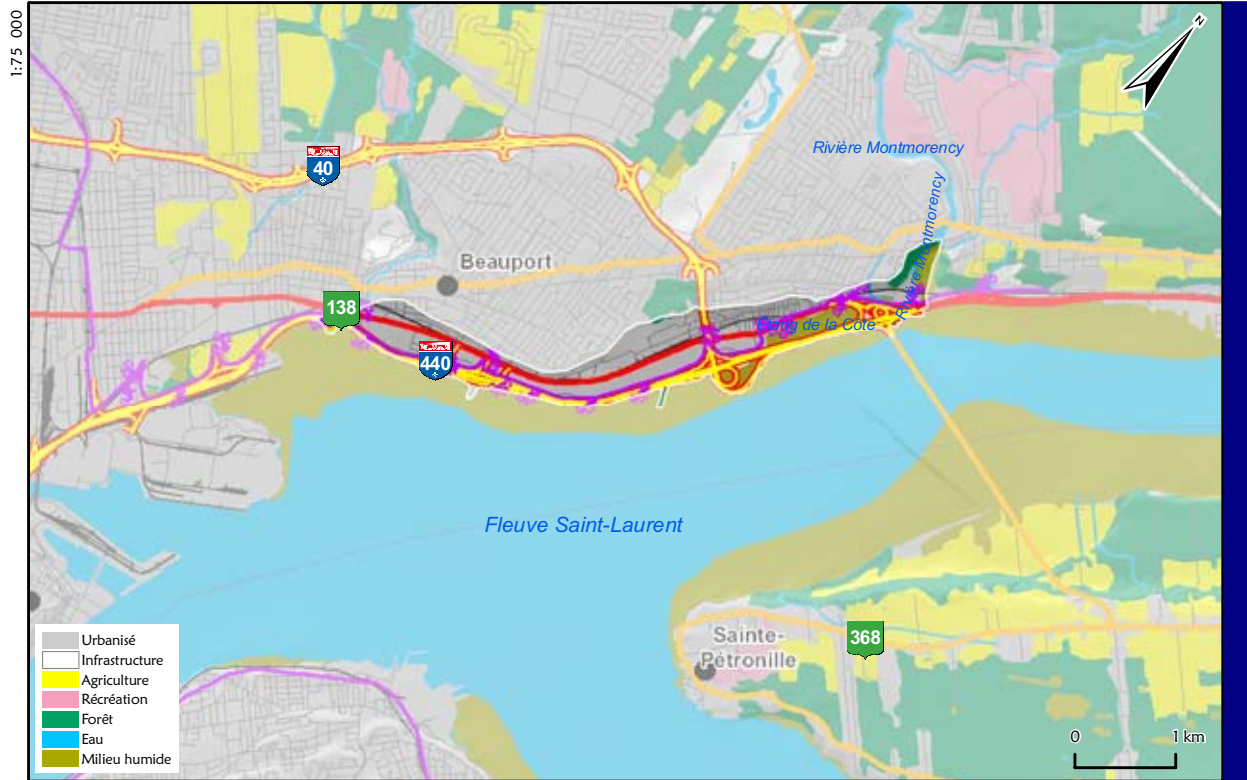 1:75 000
N
40
Rivière Montmorency
Rivière Montmorency
Beauport
138
Étang de la Côte
440
Fleuve Saint-Laurent
Sainte-
Pétronille
368
Urbanisé
Infrastructure
Agriculture
Récréation
Forêt
Eau
Milieu humide
0 1 km